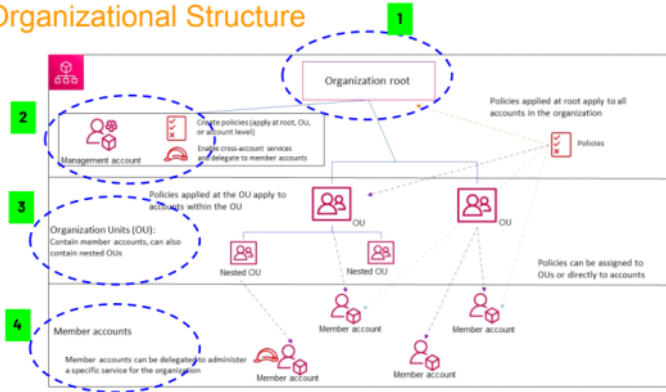 Organizational Structure
1
Organization root
Policies applied at root apply to all
accounts in the organization
2
Create policies (apply at root, OU,
or account level)
Enable cross-account services
and delegate to member accounts
Management account
Policies
3
Policies applied at the OU apply to
accounts within the OU
OU
OU
Organization Units (OU):
Contain member accounts, can also
contain nested OUs
Nested OU
Nested OU
Policies can be assigned to
OUs or directly to accounts
4
Member accounts
Member account
Member account
Member accounts can be delegated to administer
a specific service for the organization
Member account
Member account